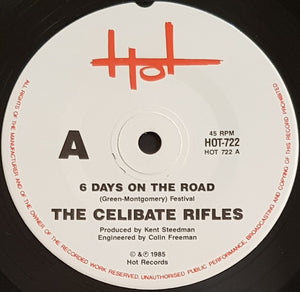 Hot
A
45 RPM
HOT-722
HOT 722 A
6 DAYS ON THE ROAD
(Green-Montgomery) Festival
THE CELIBATE RIFLES
Produced by Kent Steedman
Engineered by Colin Freeman
© & ℗ 1985
Hot Records
ALL RIGHTS OF THE MANUFACTURER AND OF THE OWNER OF THE RECORDED WORK RESERVED. UNAUTHORISED PUBLIC PERFORMANCE, BROADCASTING AND COPYING OF THIS RECORD PROHIBITED